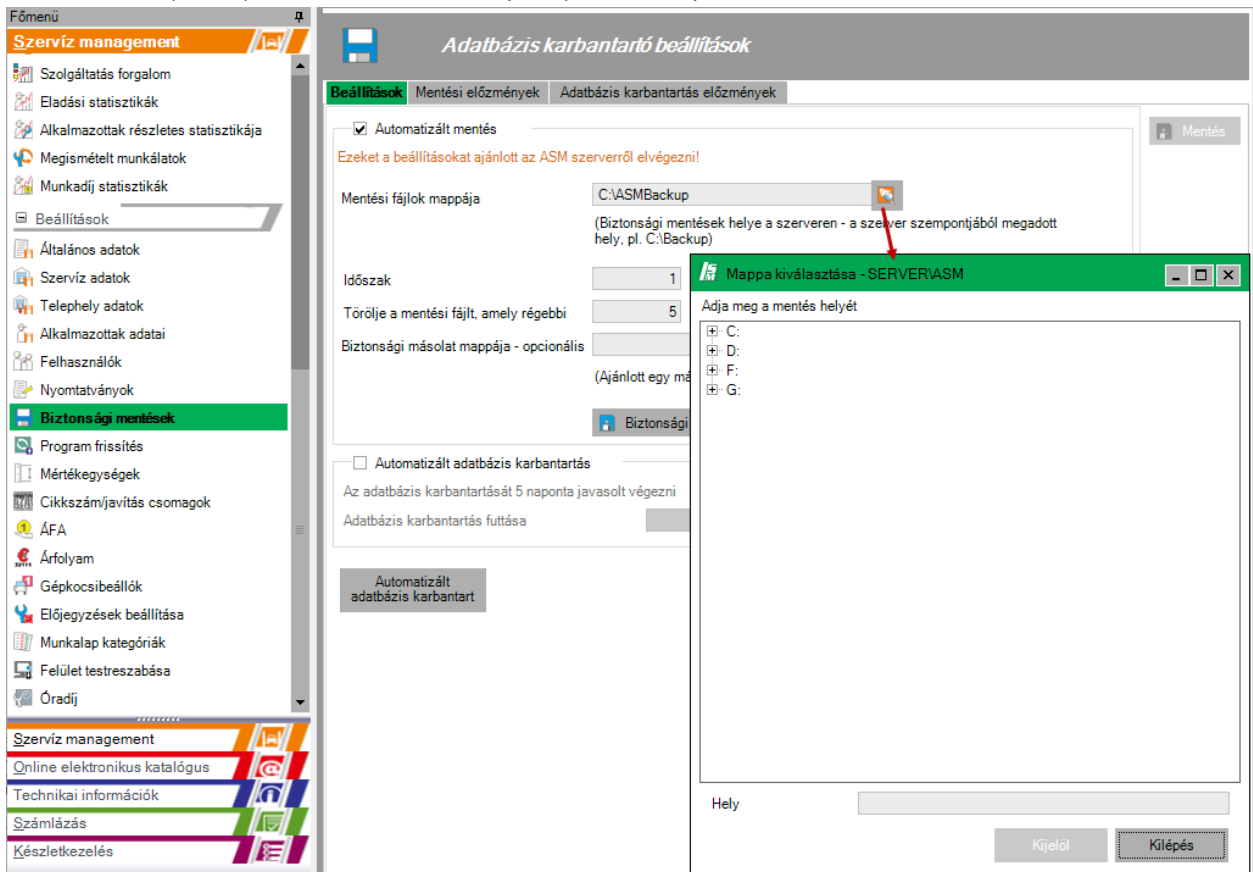 Főmenü
Szervíz management
Szolgáltatás forgalom
Eladási statisztikák
Alkalmazottak részletes statisztikája
Megismételt munkálatok
Munkadíj statisztikák
Beállítások
Általános adatok
Szervíz adatok
Telephely adatok
Alkalmazottak adatai
Felhasználók
Nyomtatványok
Biztonsági mentések
Program frissítés
Mértékegységek
Cikkszám/javítás csomagok
ÁFA
Árfolyam
Gépkocsibeállók
Előjegyzések beállítása
Munkalap kategóriák
Felület testreszabása
Óradíj
Szervíz management
Online elektronikus katalógus
Technikai információk
Számlázás
Készletkezelés
Adatbázis karbantartó beállítások
Beállítások Mentési előzmények Adatbázis karbantartás előzmények
Automatizált mentés
Mentés
Ezeket a beállításokat ajánlott az ASM szerverről elvégezni!
Mentési fájlok mappája C:\ASMBackup
(Biztonsági mentések helye a szerveren - a szerver szempontjából megadott
hely, pl. C:\Backup)
Időszak 1
Törölje a mentési fájlt, amely régebbi 5
Biztonsági másolat mappája - opcionális
(Ajánlott egy má
Biztonsági
Automatizált adatbázis karbantartás
Az adatbázis karbantartását 5 naponta javasolt végezni
Adatbázis karbantartás futtása
Automatizált
adatbázis karbantart
Mappa kiválasztása - SERVER\ASM
Adja meg a mentés helyét
C:
D:
F:
G:
Hely
Kijelöl Kilépés